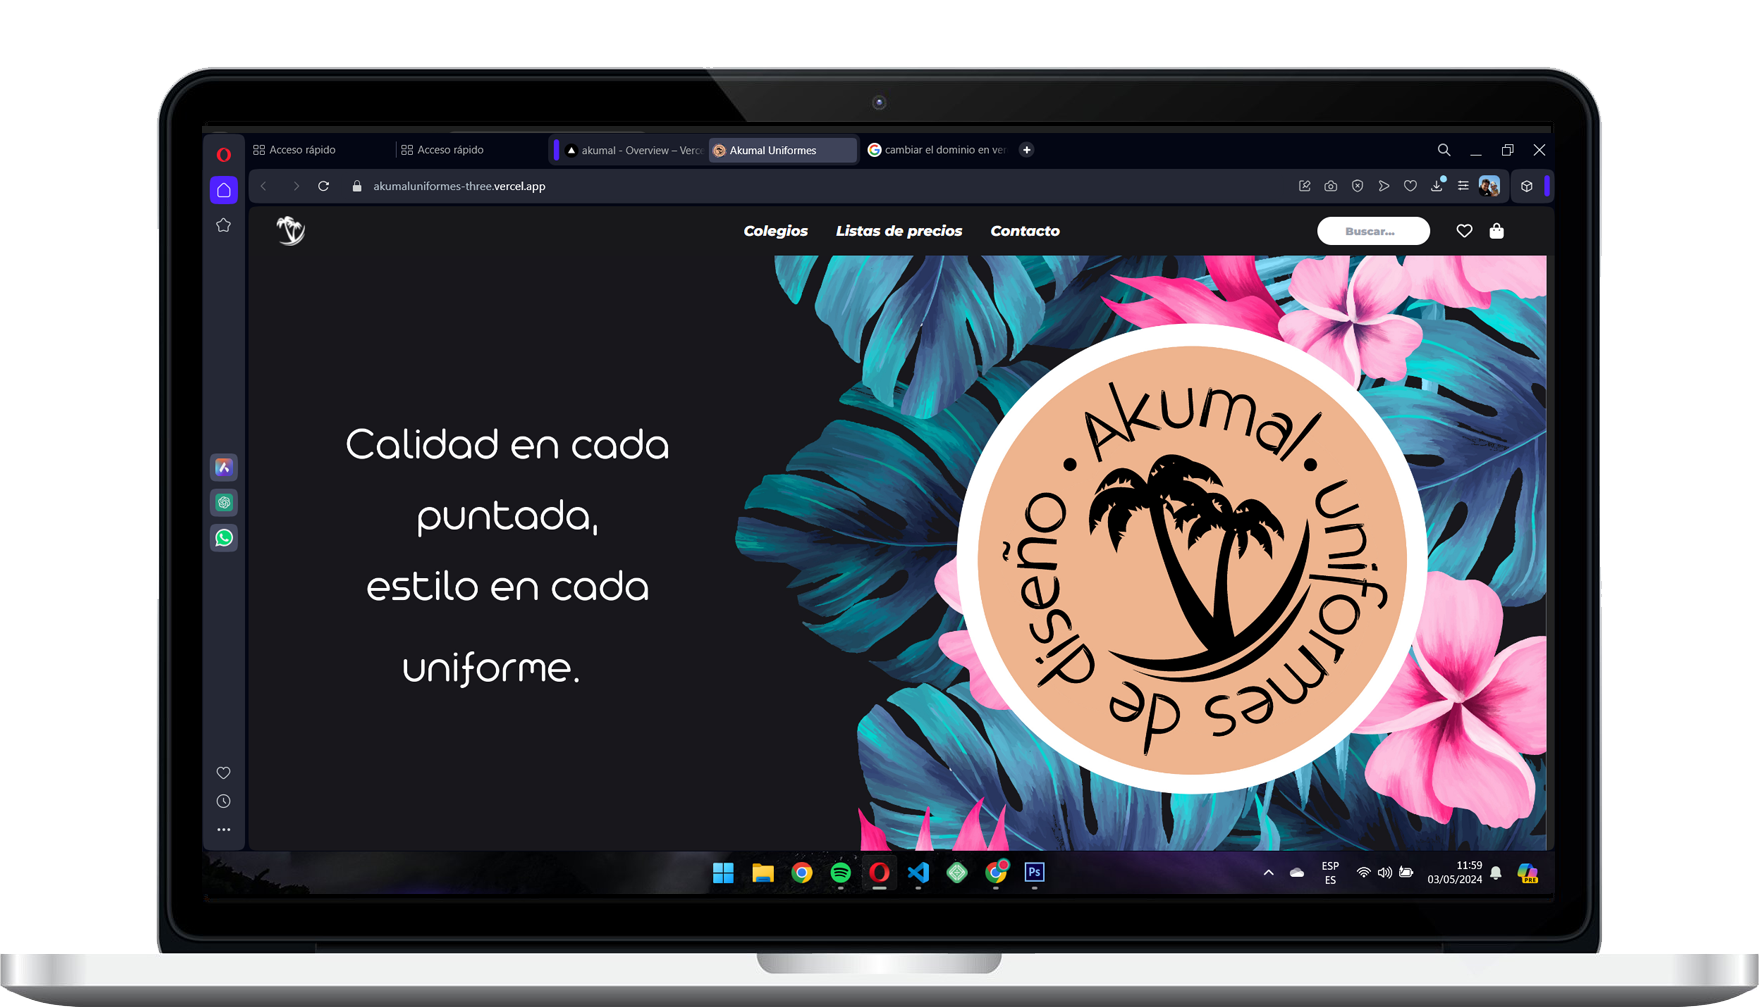 Acceso rápido
Acceso rápido
akumal - Overview – Verc
Akumal Uniformes
cambiar el dominio en ver
akumaluniformes-three.vercel.app
Colegios
Listas de precios
Contacto
Buscar...
Calidad en cada
puntada,
estilo en cada
uniforme.
• Akumal • uniformes de diseño
Ps
ESP
ES
11:59
03/05/2024
PRE